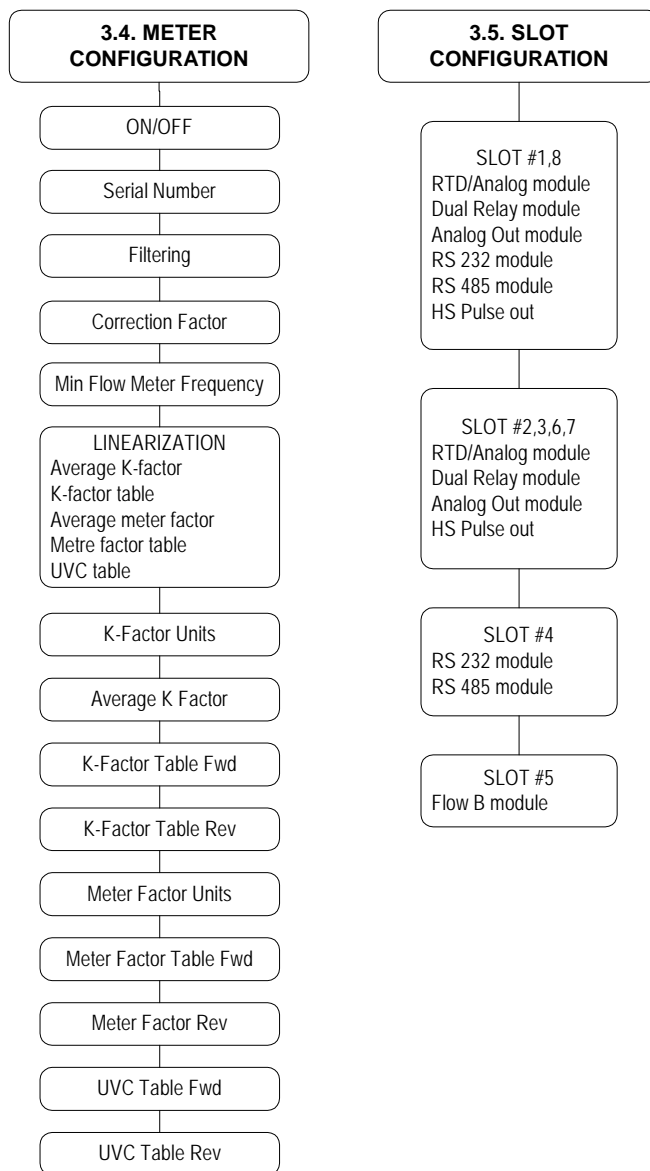 3.4. METER
CONFIGURATION
ON/OFF
Serial Number
Filtering
Correction Factor
Min Flow Meter Frequency
LINEARIZATION
Average K-factor
K-factor table
Average meter factor
Metre factor table
UVC table
K-Factor Units
Average K Factor
K-Factor Table Fwd
K-Factor Table Rev
Meter Factor Units
Meter Factor Table Fwd
Meter Factor Rev
UVC Table Fwd
UVC Table Rev
3.5. SLOT
CONFIGURATION
SLOT #1,8
RTD/Analog module
Dual Relay module
Analog Out module
RS 232 module
RS 485 module
HS Pulse out
SLOT #2,3,6,7
RTD/Analog module
Dual Relay module
Analog Out module
HS Pulse out
SLOT #4
RS 232 module
RS 485 module
SLOT #5
Flow B module